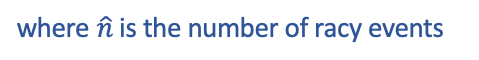 where n̂ is the number of racy events